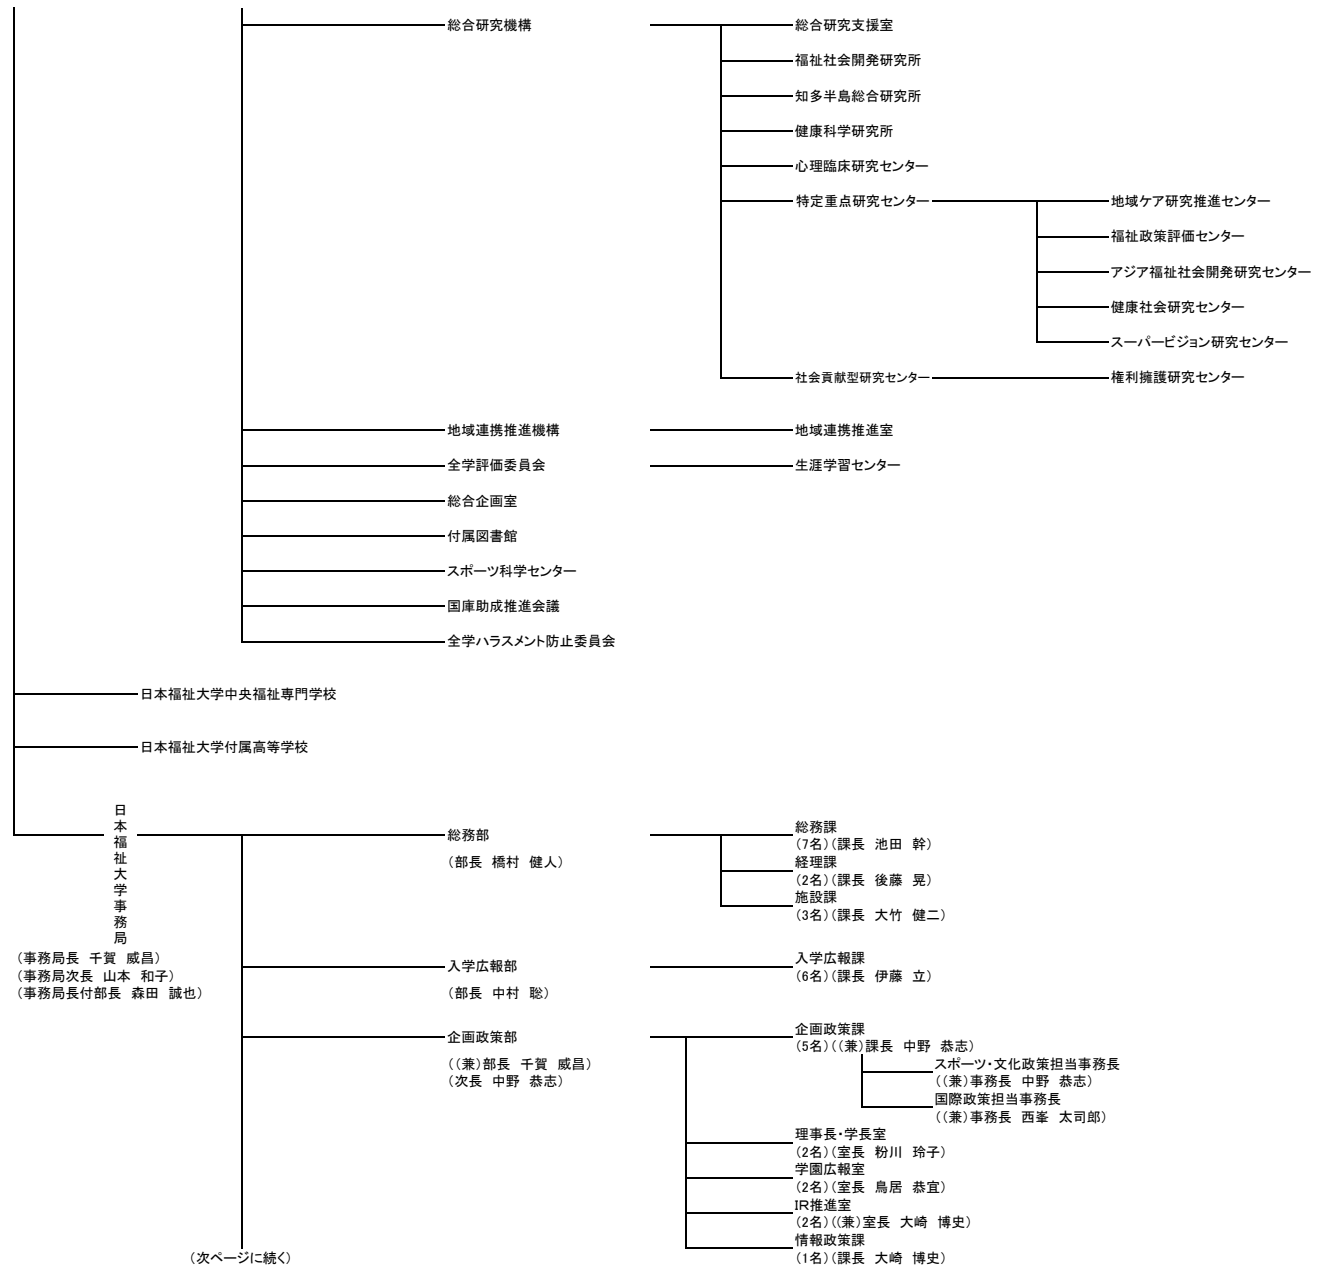 総合研究機構
総合研究支援室
福祉社会開発研究所
知多半島総合研究所
健康科学研究所
心理臨床研究センター
特定重点研究センター
地域ケア研究推進センター
福祉政策評価センター
アジア福祉社会開発研究センター
健康社会研究センター
スーパービジョン研究センター
社会貢献型研究センター
権利擁護研究センター
地域連携推進機構
地域連携推進室
全学評価委員会
生涯学習センター
総合企画室
付属図書館
スポーツ科学センター
国庫助成推進会議
全学ハラスメント防止委員会
日本福祉大学中央福祉専門学校
日本福祉大学付属高等学校
日本福祉大学事務局
（事務局長 千賀 威昌）
（事務局次長 山本 和子）
（事務局長付部長 森田 誠也）
総務部
（部長 橋村 健人）
総務課
（7名）（課長 池田 幹）
経理課
（2名）（課長 後藤 晃）
施設課
（3名）（課長 大竹 健二）
入学広報部
（部長 中村 聡）
入学広報課
（6名）（課長 伊藤 立）
企画政策部
（（兼）部長 千賀 威昌）
（次長 中野 恭志）
企画政策課
（5名）（（兼）課長 中野 恭志）
スポーツ・文化政策担当事務長
（（兼）事務長 中野 恭志）
国際政策担当事務長
（（兼）事務長 西峯 太司郎）
理事長・学長室
（2名）（室長 粉川 玲子）
学園広報室
（2名）（室長 鳥居 恭宜）
IR推進室
（2名）（（兼）室長 大崎 博史）
情報政策課
（1名）（課長 大崎 博史）
（次ページに続く）